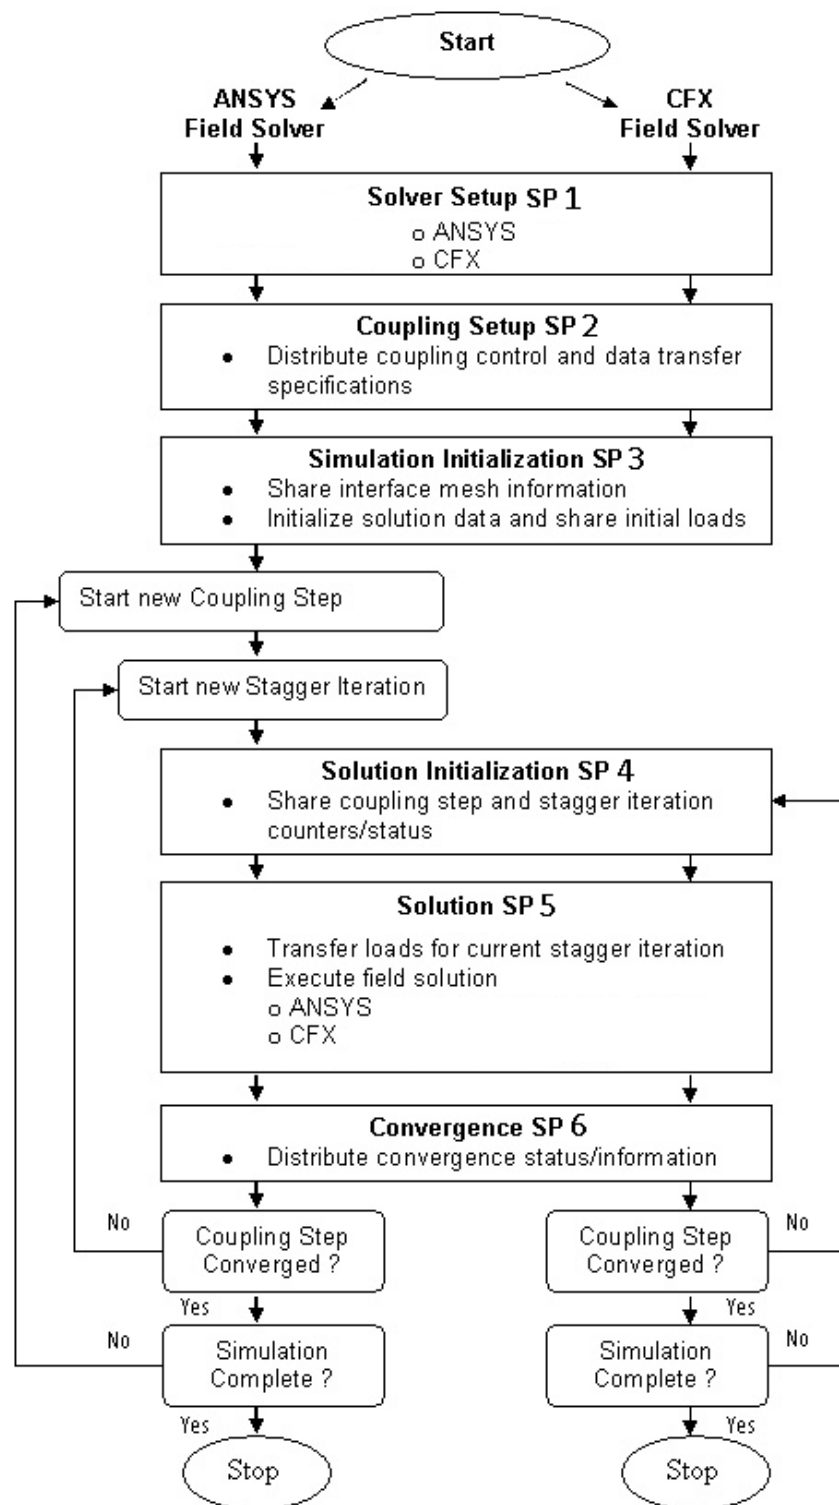 Start
ANSYS
Field Solver
CFX
Field Solver
Solver Setup SP 1
o ANSYS
o CFX
Coupling Setup SP 2
● Distribute coupling control and data transfer
specifications
Simulation Initialization SP 3
● Share interface mesh information
● Initialize solution data and share initial loads
Start new Coupling Step
Start new Stagger Iteration
Solution Initialization SP 4
● Share coupling step and stagger iteration
counters/status
Solution SP 5
● Transfer loads for current stagger iteration
● Execute field solution
o ANSYS
o CFX
Convergence SP 6
● Distribute convergence status/information
No
Coupling Step
Converged ?
Yes
No
Simulation
Complete ?
Yes
Stop
Coupling Step
Converged ?
No
Yes
Simulation
Complete ?
No
Yes
Stop